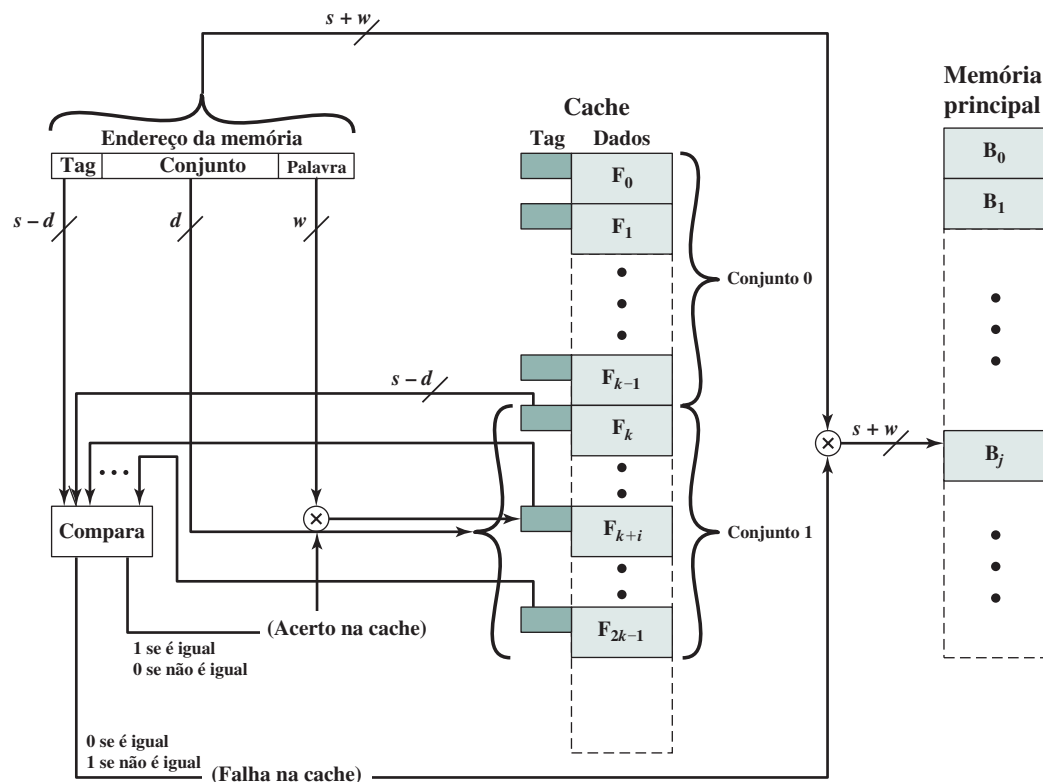 s + w
Memória
principal
Cache
Endereço da memória
Tag Dados
Tag Conjunto Palavra
F0
B0
F1
B1
s – d
d
w
Conjunto 0
s – d
Fk–1
Fk
s + w
Bj
Compara
Fk+i
Conjunto 1
F2k–1
(Acerto na cache)
1 se é igual
0 se não é igual
0 se é igual
1 se não é igual
(Falha na cache)